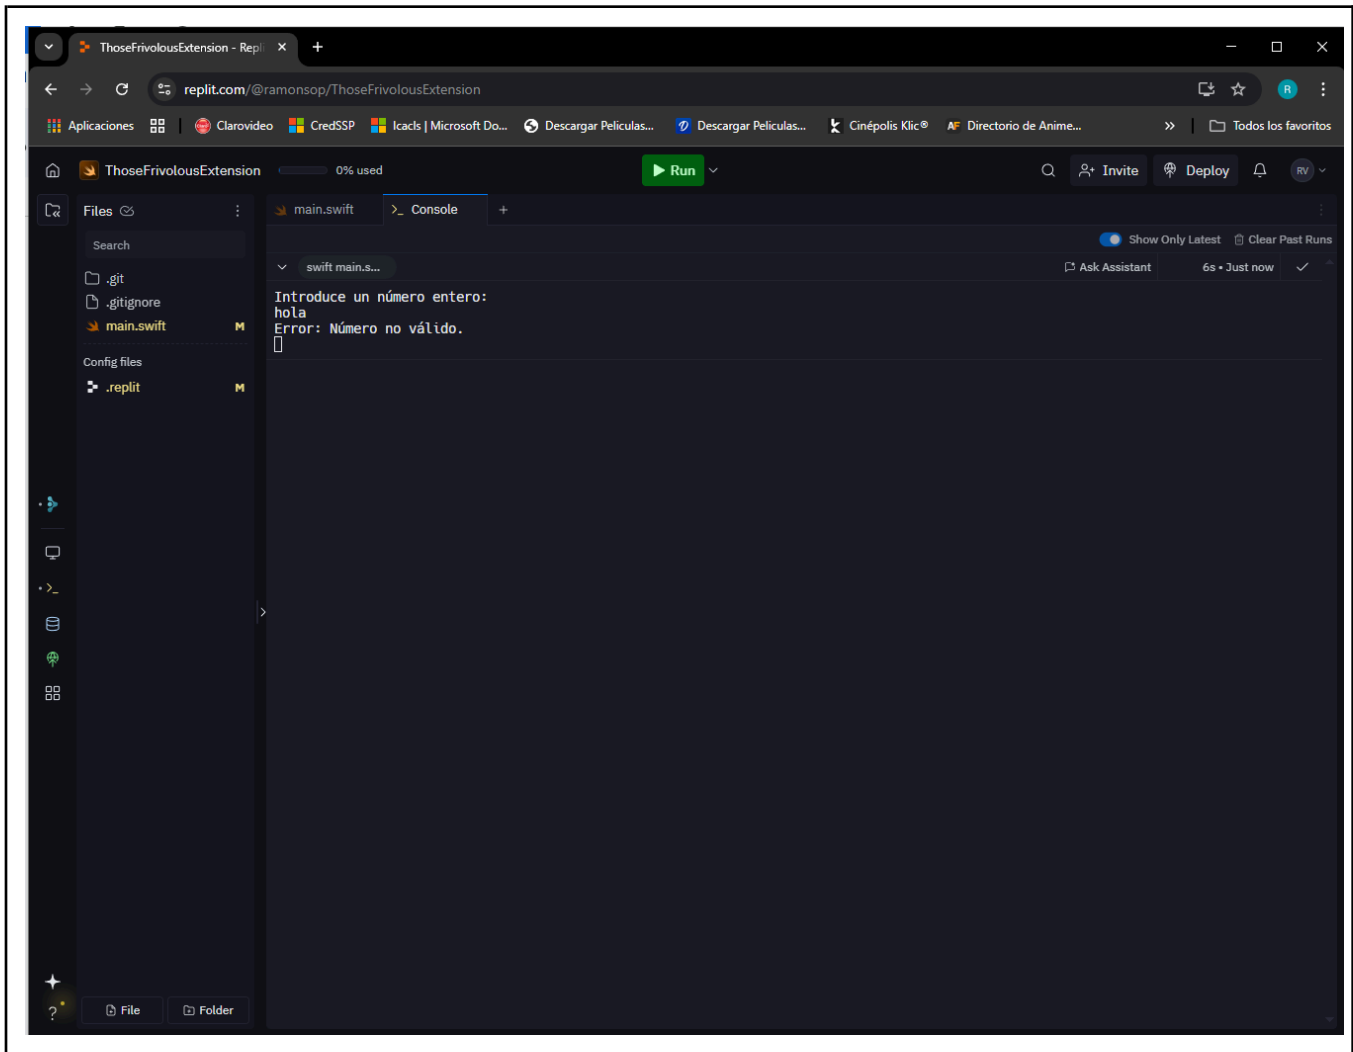 ThoseFrivolousExtension - Repli
replit.com/@ramonsop/ThoseFrivolousExtension
R
Aplicaciones
Clarovideo
CredSSP
Icacls | Microsoft Do...
Descargar Peliculas...
Descargar Peliculas...
Cinépolis Klic®
AF Directorio de Anime...
Todos los favoritos
ThoseFrivolousExtension
0% used
Run
Invite
Deploy
RV
Files
main.swift
>_ Console
Search
Show Only Latest
Clear Past Runs
swift main.s...
Ask Assistant
6s • Just now
.git
.gitignore
main.swift M
Config files
.replit M
Introduce un número entero:
hola
Error: Número no válido.
File
Folder